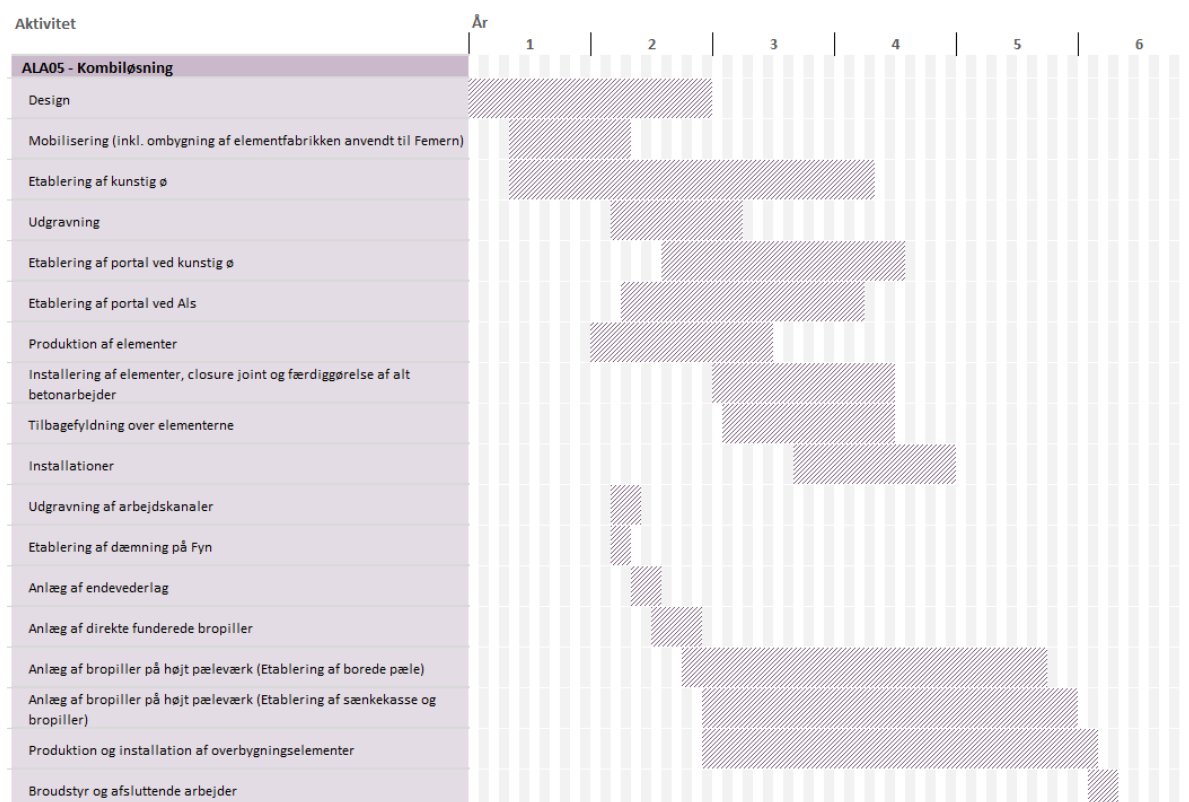 Aktivitet
År
1 2 3 4 5 6
ALA05 - Kombiløsning
Design
Mobilisering (inkl. ombygning af elementfabrikken anvendt til Femern)
Etablering af kunstig ø
Udgravning
Etablering af portal ved kunstig ø
Etablering af portal ved Als
Produktion af elementer
Installering af elementer, closure joint og færdiggørelse af alt
betonarbejder
Tilbagefyldning over elementerne
Installationer
Udgravning af arbejdskanaler
Etablering af dæmning på Fyn
Anlæg af endevederlag
Anlæg af direkte funderede bropiller
Anlæg af bropiller på højt pæleværk (Etablering af borede pæle)
Anlæg af bropiller på højt pæleværk (Etablering af sænkekasse og
bropiller)
Produktion og installation af overbygningselementer
Broudstyr og afsluttende arbejder